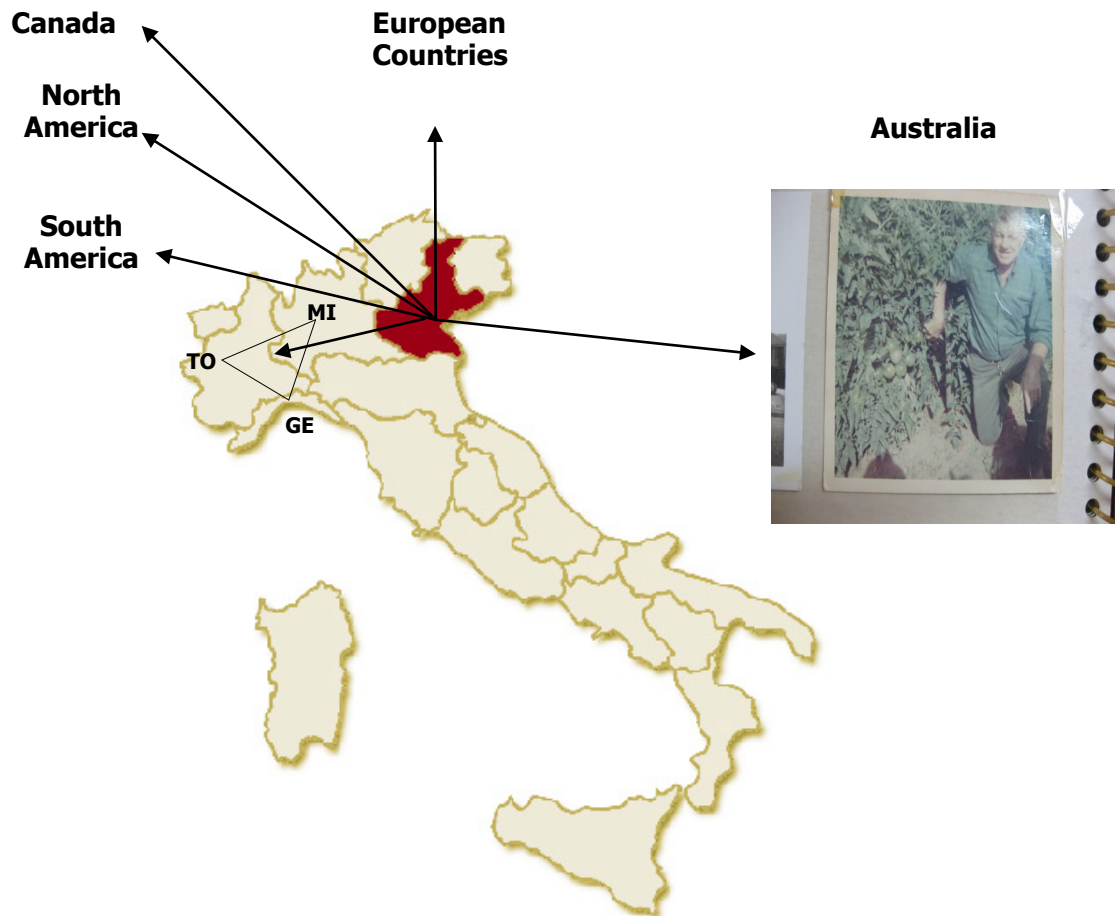 Canada
European
Countries
North
America
Australia
South
America
MI
TO
GE